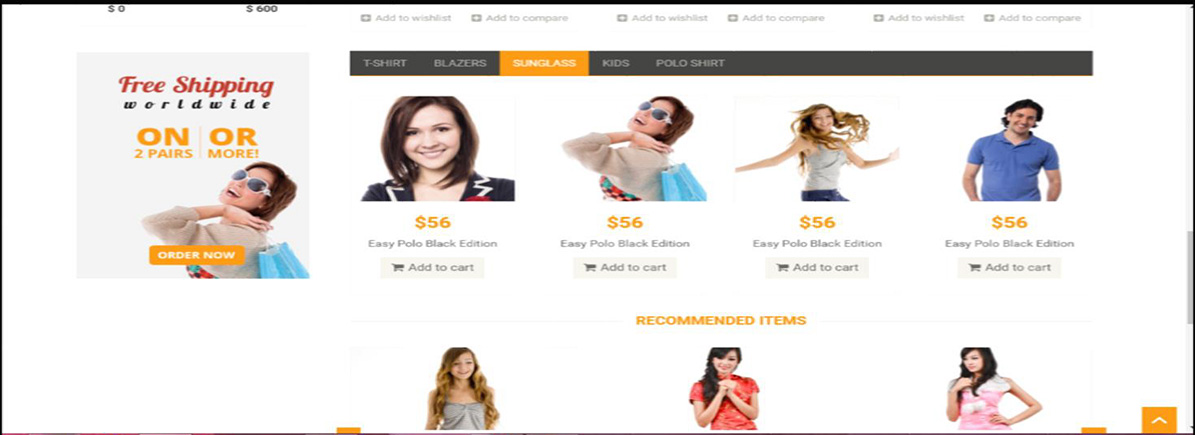 $ 0 $ 600
Add to wishlist Add to compare Add to wishlist Add to compare Add to wishlist Add to compare
Free Shipping
worldwide
ON OR
2 PAIRS MORE!
ORDER NOW
T-SHIRT BLAZERS SUNGLASS KIDS POLO SHIRT
$56 $56 $56 $56
Easy Polo Black Edition Easy Polo Black Edition Easy Polo Black Edition Easy Polo Black Edition
Add to cart Add to cart Add to cart Add to cart
RECOMMENDED ITEMS